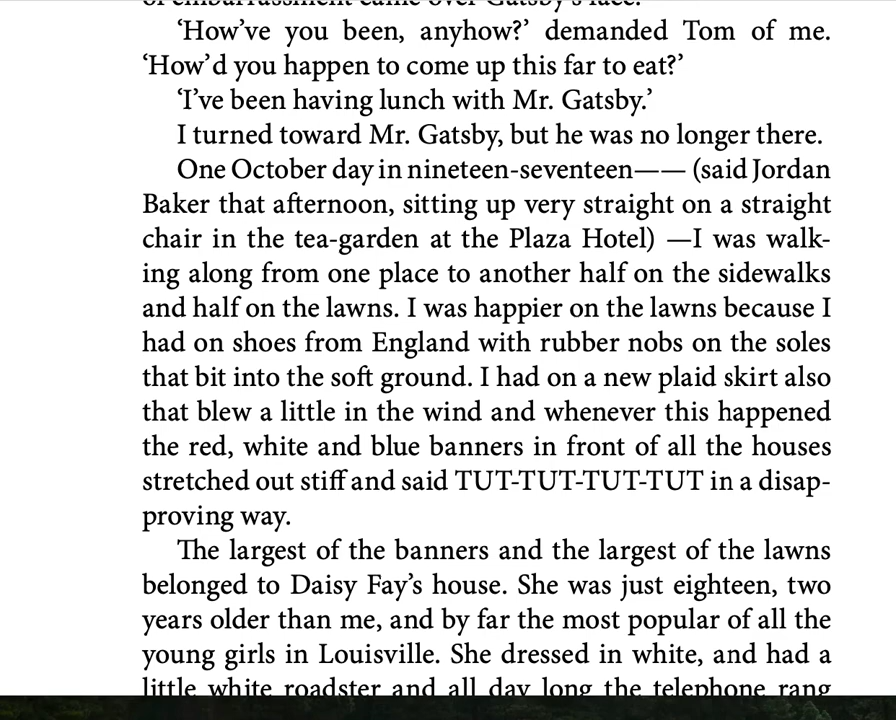 of embarrassment came over Gatsby's face.
‘How’ve you been, anyhow?’ demanded Tom of me.
‘How’d you happen to come up this far to eat?’
‘I’ve been having lunch with Mr. Gatsby.’
I turned toward Mr. Gatsby, but he was no longer there.
One October day in nineteen-seventeen—— (said Jordan
Baker that afternoon, sitting up very straight on a straight
chair in the tea-garden at the Plaza Hotel) —I was walk-
ing along from one place to another half on the sidewalks
and half on the lawns. I was happier on the lawns because I
had on shoes from England with rubber nobs on the soles
that bit into the soft ground. I had on a new plaid skirt also
that blew a little in the wind and whenever this happened
the red, white and blue banners in front of all the houses
stretched out stiff and said TUT-TUT-TUT-TUT in a disap-
proving way.
The largest of the banners and the largest of the lawns
belonged to Daisy Fay’s house. She was just eighteen, two
years older than me, and by far the most popular of all the
young girls in Louisville. She dressed in white, and had a
little white roadster and all day long the telephone rang